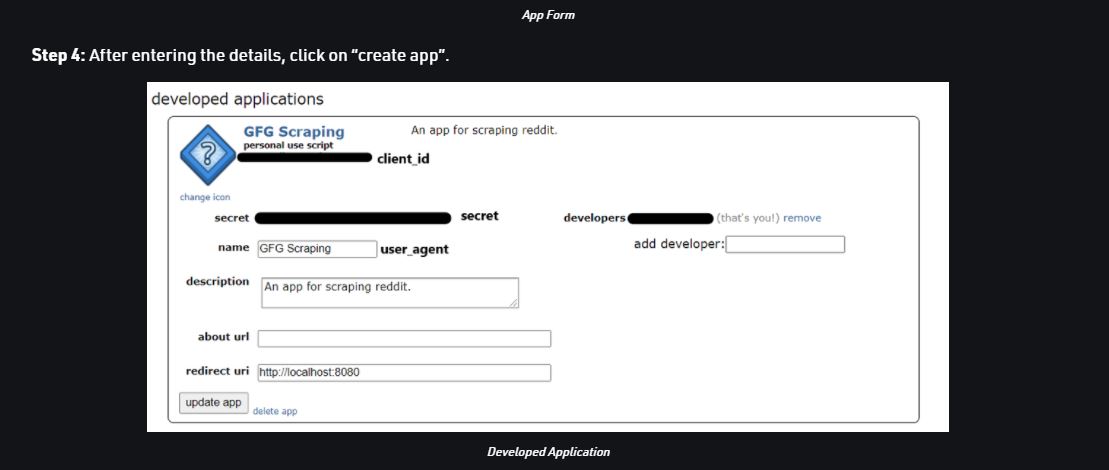 App Form
Step 4: After entering the details, click on “create app”.
developed applications
GFG Scraping
An app for scraping reddit.
personal use script
client_id
change icon
secret
secret
developers
(that's you!) remove
name
GFG Scraping
user_agent
add developer:
description
An app for scraping reddit.
about url
redirect uri
http://localhost:8080
update app
delete app
Developed Application